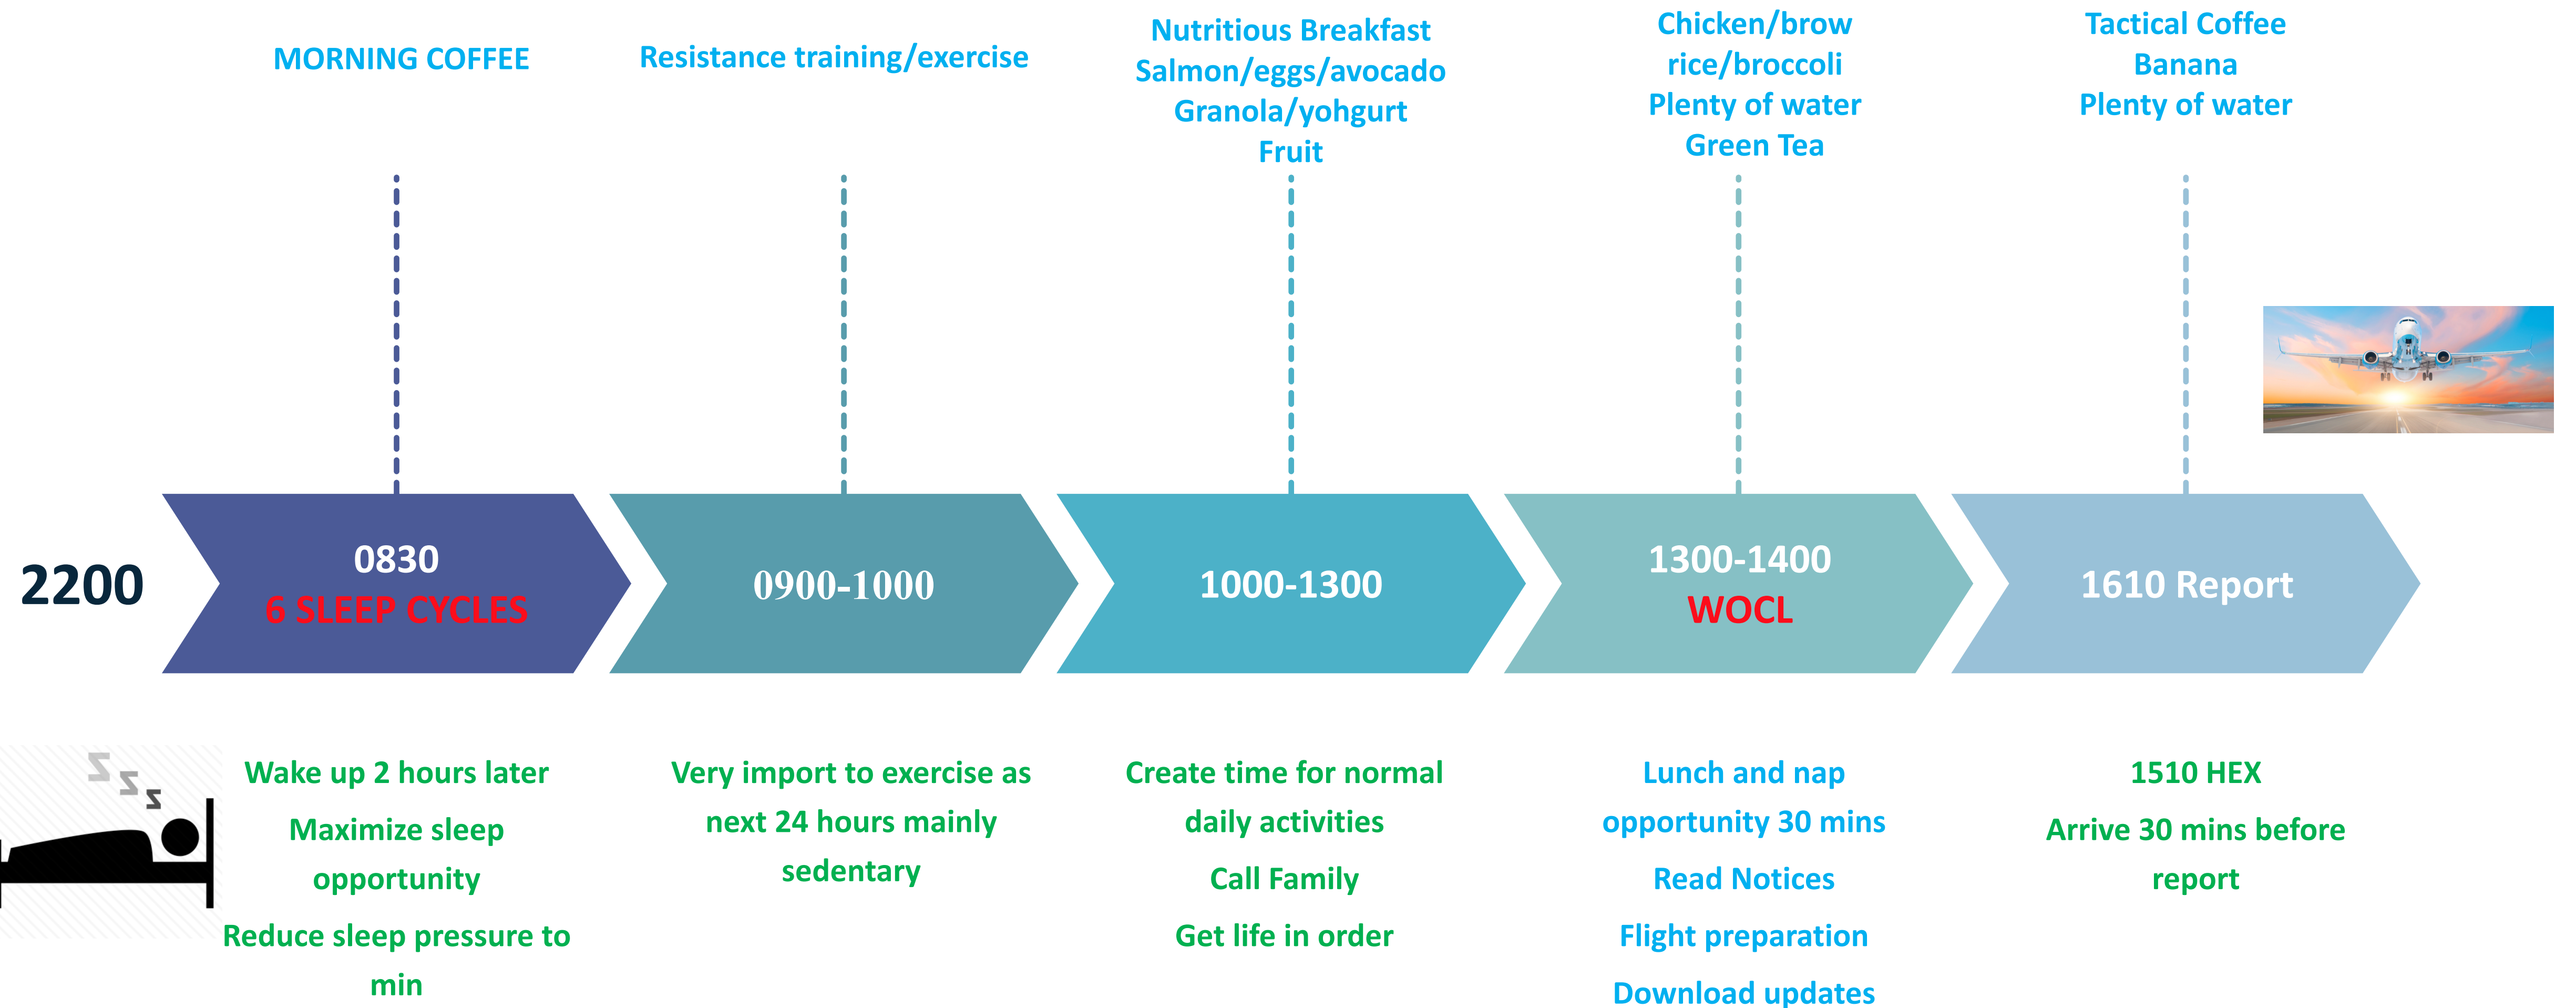 MORNING COFFEE
Resistance training/exercise
Nutritious Breakfast
Salmon/eggs/avocado
Granola/yohgurt
Fruit
Chicken/brow
rice/broccoli
Plenty of water
Green Tea
Tactical Coffee
Banana
Plenty of water
2200
0830
6 SLEEP CYCLES
0900-1000
1000-1300
1300-1400
WOCL
1610 Report
Z
Z
Z
Wake up 2 hours later
Maximize sleep
opportunity
Reduce sleep pressure to
min
Very import to exercise as
next 24 hours mainly
sedentary
Create time for normal
daily activities
Call Family
Get life in order
Lunch and nap
opportunity 30 mins
Read Notices
Flight preparation
Download updates
1510 HEX
Arrive 30 mins before
report